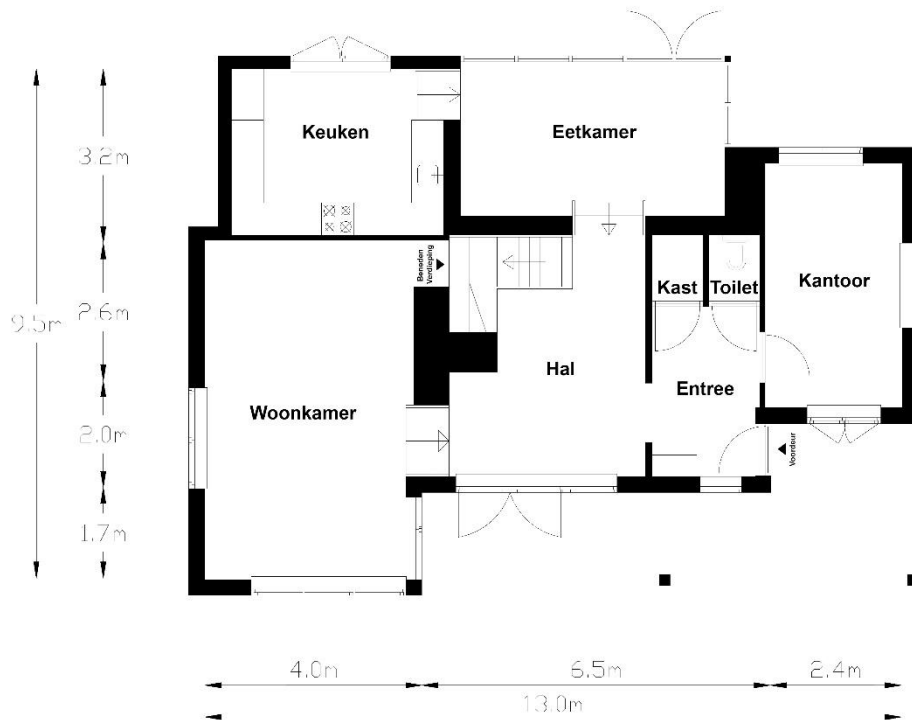 Keuken
Eetkamer
3.2m
Beneden
Verdieping
Kast
Toilet
Kantoor
2.6m
9.5m
Hal
Entree
Woonkamer
2.0m
Voordeur
1.7m
4.0m
6.5m
2.4m
13.0m